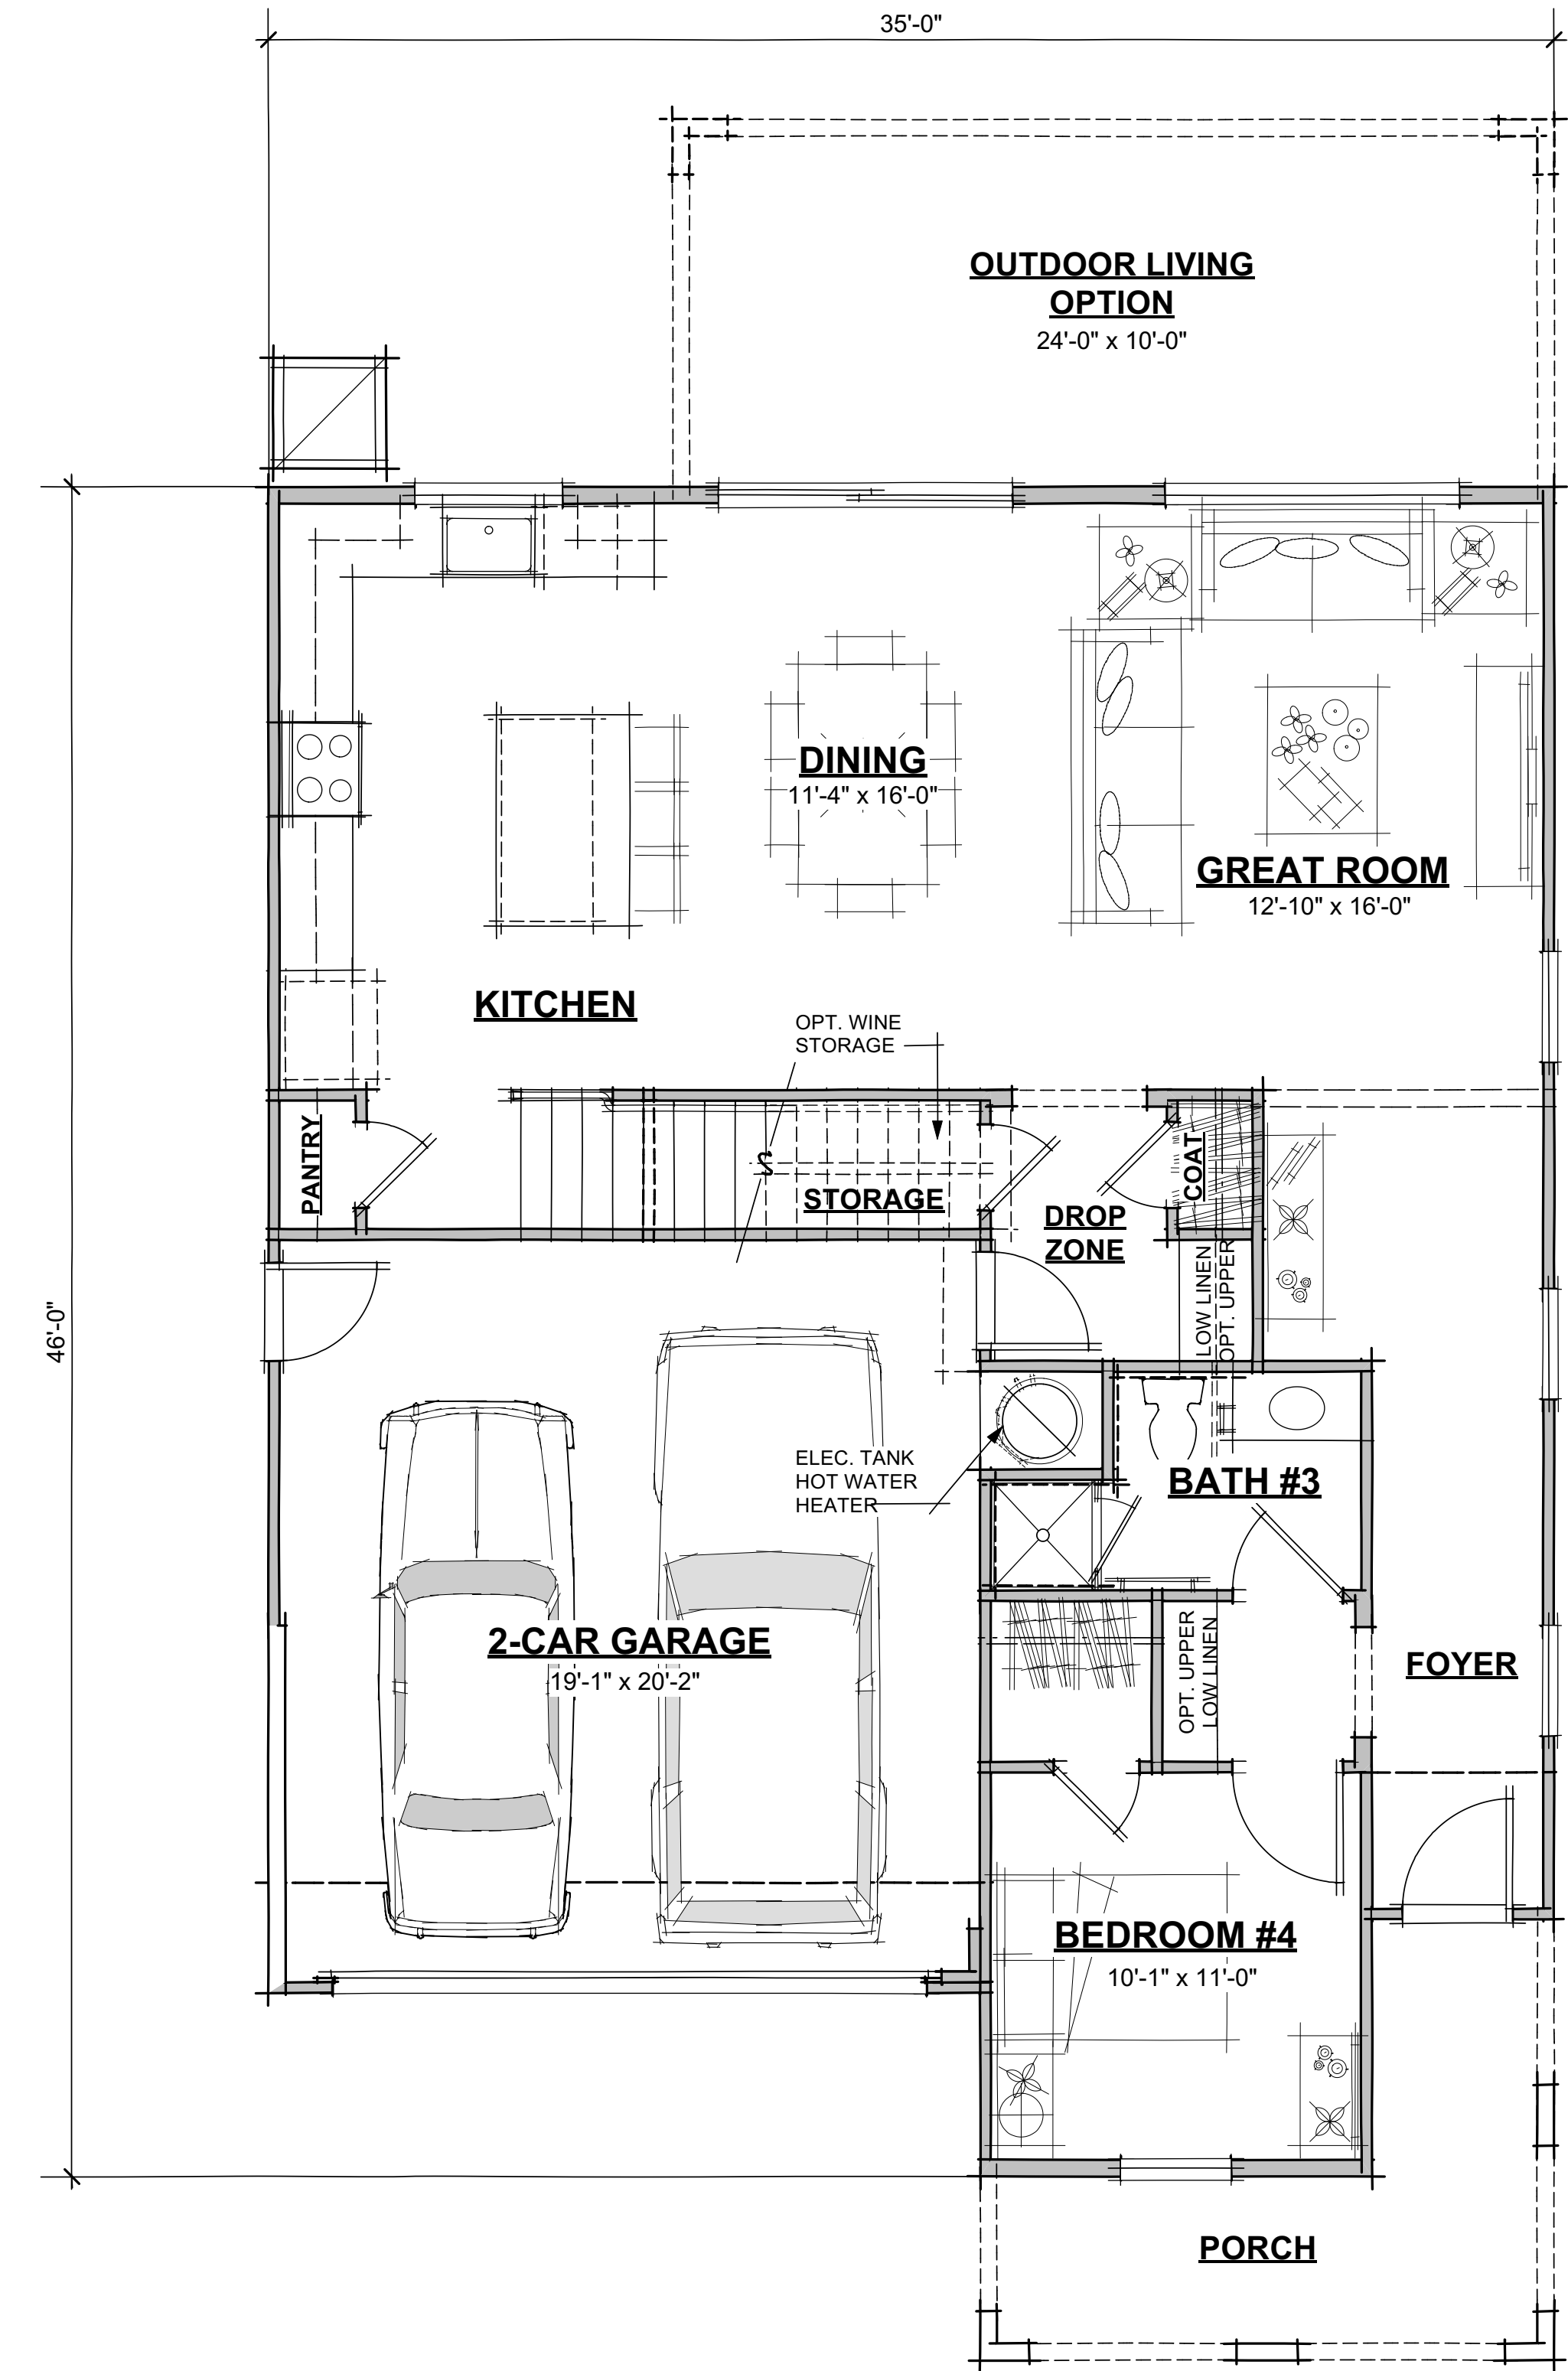 35'-0"
OUTDOOR LIVING
OPTION
24'-0" x 10'-0"
DINING
11'-4" x 16'-0"
GREAT ROOM
12'-10" x 16'-0"
KITCHEN
OPT. WINE
STORAGE
PANTRY
STORAGE
COAT
DROP
ZONE
LOW LINEN
OPT. UPPER
46'-0"
ELEC. TANK
HOT WATER
HEATER
BATH #3
2-CAR GARAGE
19'-1" x 20'-2"
OPT. UPPER
LOW LINEN
FOYER
BEDROOM #4
10'-1" x 11'-0"
PORCH